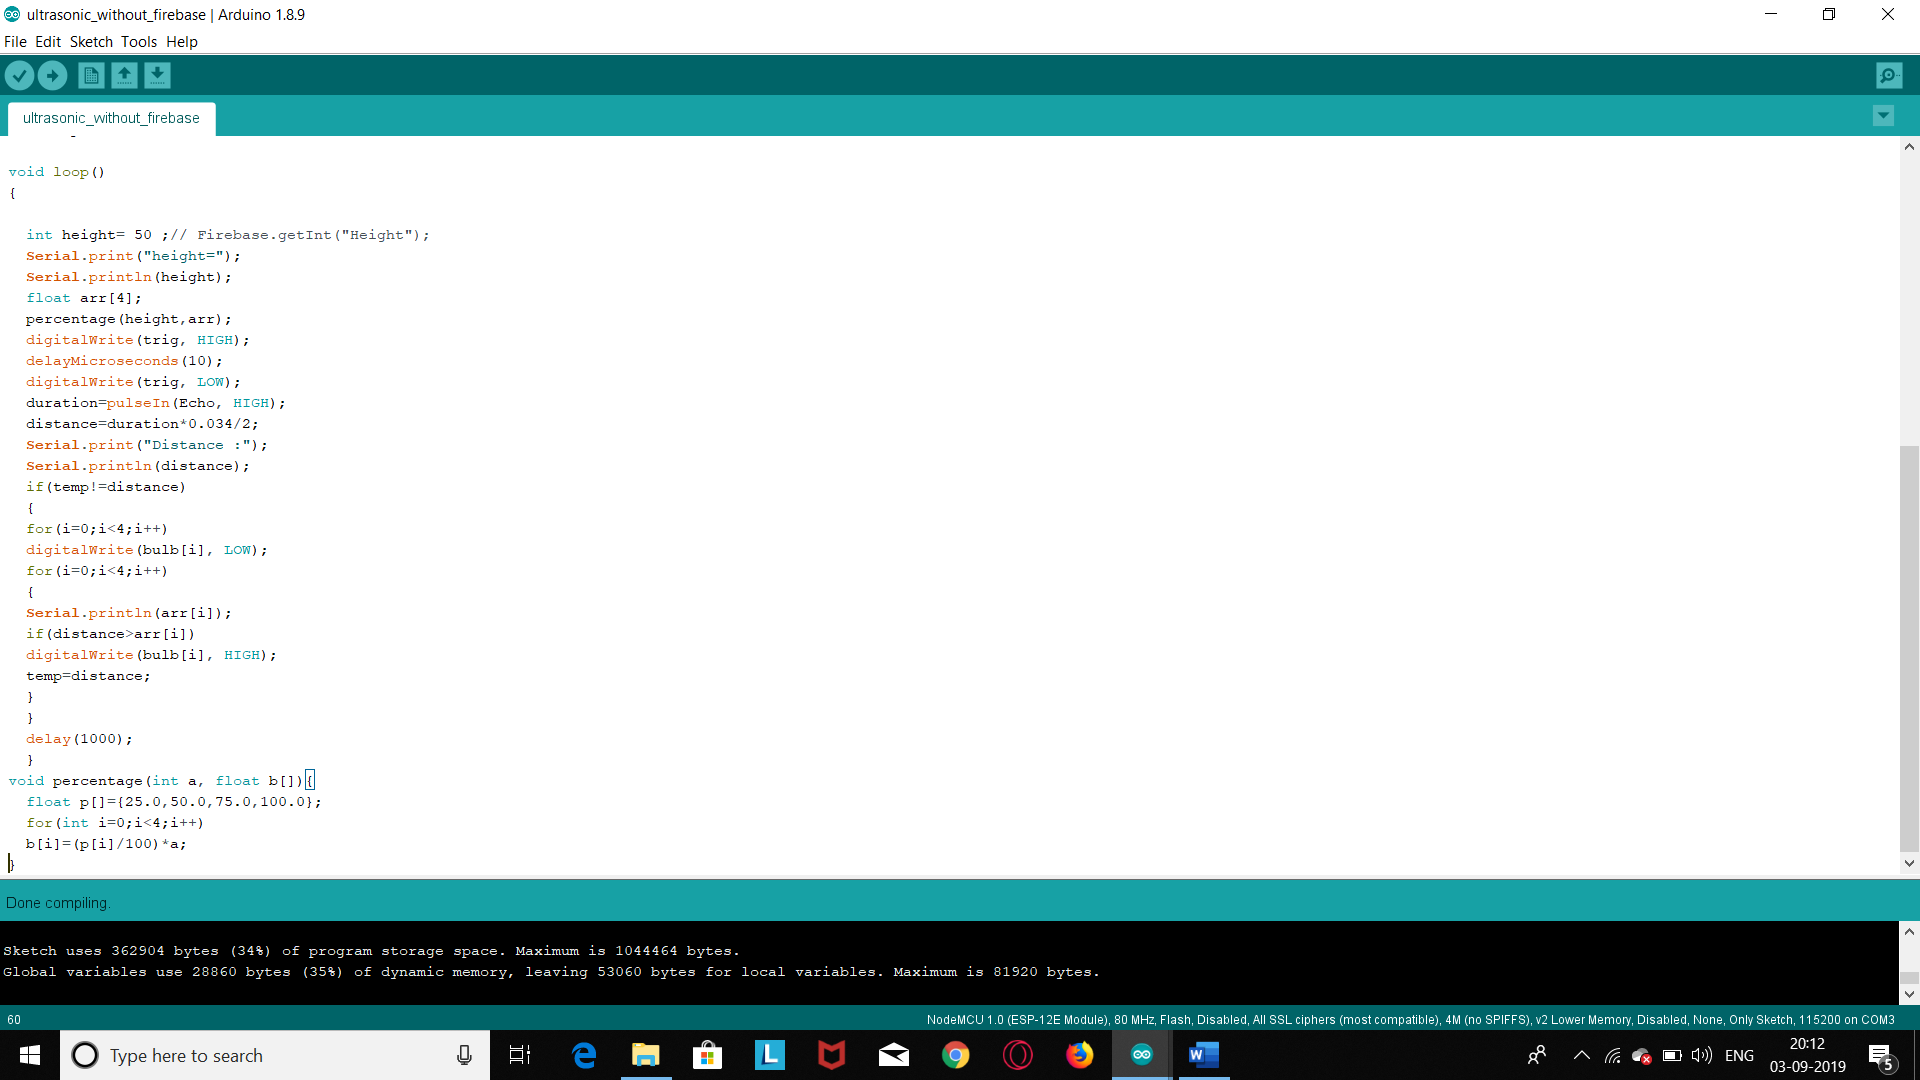 ultrasonic_without_firebase | Arduino 1.8.9
File Edit Sketch Tools Help
ultrasonic_without_firebase
void loop()
{
int height= 50 ;// Firebase.getInt("Height");
Serial.print("height=");
Serial.println(height);
float arr[4];
percentage(height,arr);
digitalWrite(trig, HIGH);
delayMicroseconds(10);
digitalWrite(trig, LOW);
duration=pulseIn(Echo, HIGH);
distance=duration*0.034/2;
Serial.print("Distance :");
Serial.println(distance);
if(temp!=distance)
{
for(i=0;i<4;i++)
digitalWrite(bulb[i], LOW);
for(i=0;i<4;i++)
{
Serial.println(arr[i]);
if(distance>arr[i])
digitalWrite(bulb[i], HIGH);
temp=distance;
}
}
delay(1000);
}
void percentage(int a, float b[]){
float p[]={25.0,50.0,75.0,100.0};
for(int i=0;i<4;i++)
b[i]=(p[i]/100)*a;
}
Done compiling.
Sketch uses 362904 bytes (34%) of program storage space. Maximum is 1044464 bytes.
Global variables use 28860 bytes (35%) of dynamic memory, leaving 53060 bytes for local variables. Maximum is 81920 bytes.
60
NodeMCU 1.0 (ESP-12E Module), 80 MHz, Flash, Disabled, All SSL ciphers (most compatible), 4M (no SPIFFS), v2 Lower Memory, Disabled, None, Only Sketch, 115200 on COM3
Type here to search
L
W
ENG
20:12
03-09-2019
5